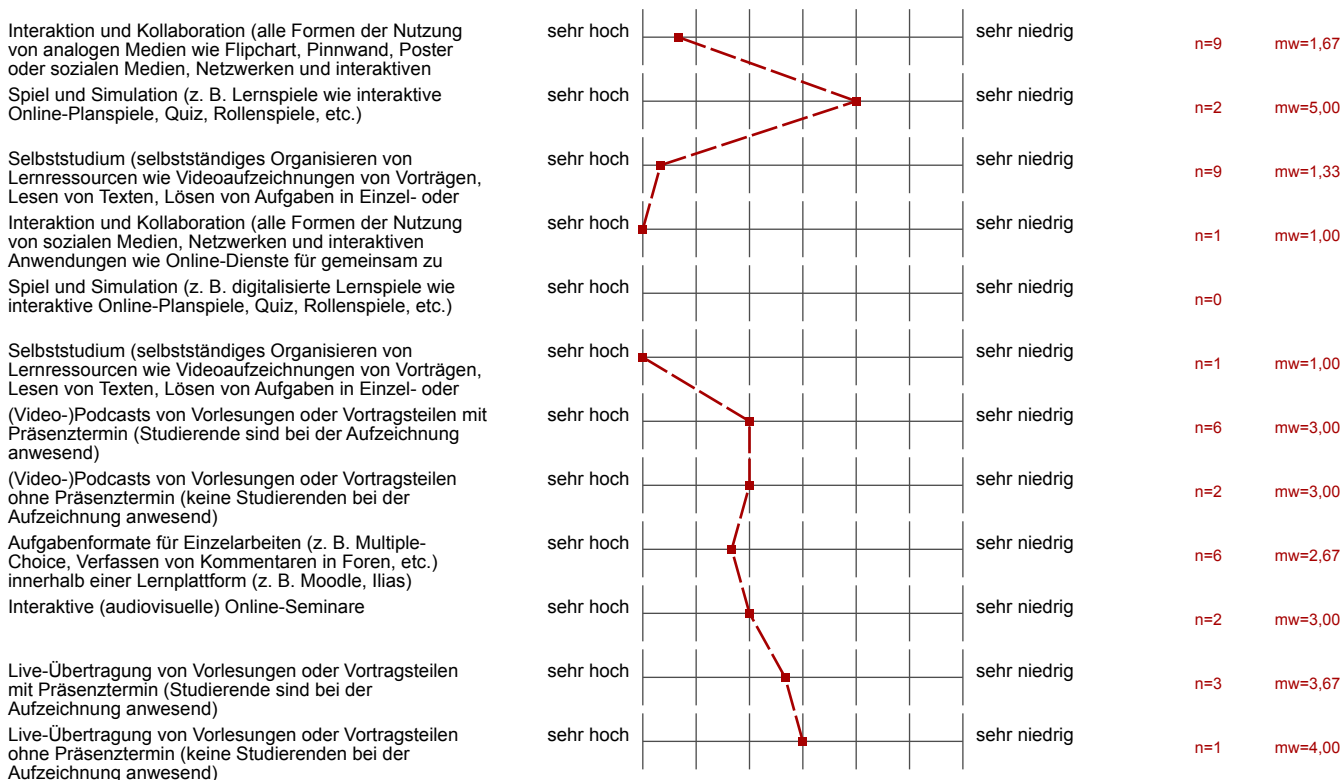 Interaktion und Kollaboration (alle Formen der Nutzung
von analogen Medien wie Flipchart, Pinnwand, Poster
oder sozialen Medien, Netzwerken und interaktiven
sehr hoch
sehr niedrig
n=9
mw=1,67
Spiel und Simulation (z. B. Lernspiele wie interaktive
Online-Planspiele, Quiz, Rollenspiele, etc.)
sehr hoch
sehr niedrig
n=2
mw=5,00
Selbststudium (selbstständiges Organisieren von
Lernressourcen wie Videoaufzeichnungen von Vorträgen,
Lesen von Texten, Lösen von Aufgaben in Einzel- oder
sehr hoch
sehr niedrig
n=9
mw=1,33
Interaktion und Kollaboration (alle Formen der Nutzung
von sozialen Medien, Netzwerken und interaktiven
Anwendungen wie Online-Dienste für gemeinsam zu
sehr hoch
sehr niedrig
n=1
mw=1,00
Spiel und Simulation (z. B. digitalisierte Lernspiele wie
interaktive Online-Planspiele, Quiz, Rollenspiele, etc.)
sehr hoch
sehr niedrig
n=0
Selbststudium (selbstständiges Organisieren von
Lernressourcen wie Videoaufzeichnungen von Vorträgen,
Lesen von Texten, Lösen von Aufgaben in Einzel- oder
sehr hoch
sehr niedrig
n=1
mw=1,00
(Video-)Podcasts von Vorlesungen oder Vortragsteilen mit
Präsenztermin (Studierende sind bei der Aufzeichnung
anwesend)
sehr hoch
sehr niedrig
n=6
mw=3,00
(Video-)Podcasts von Vorlesungen oder Vortragsteilen
ohne Präsenztermin (keine Studierenden bei der
Aufzeichnung anwesend)
sehr hoch
sehr niedrig
n=2
mw=3,00
Aufgabenformate für Einzelarbeiten (z. B. Multiple-
Choice, Verfassen von Kommentaren in Foren, etc.)
innerhalb einer Lernplattform (z. B. Moodle, Ilias)
sehr hoch
sehr niedrig
n=6
mw=2,67
Interaktive (audiovisuelle) Online-Seminare
sehr hoch
sehr niedrig
n=2
mw=3,00
Live-Übertragung von Vorlesungen oder Vortragsteilen
mit Präsenztermin (Studierende sind bei der
Aufzeichnung anwesend)
sehr hoch
sehr niedrig
n=3
mw=3,67
Live-Übertragung von Vorlesungen oder Vortragsteilen
ohne Präsenztermin (keine Studierenden bei der
Aufzeichnung anwesend)
sehr hoch
sehr niedrig
n=1
mw=4,00